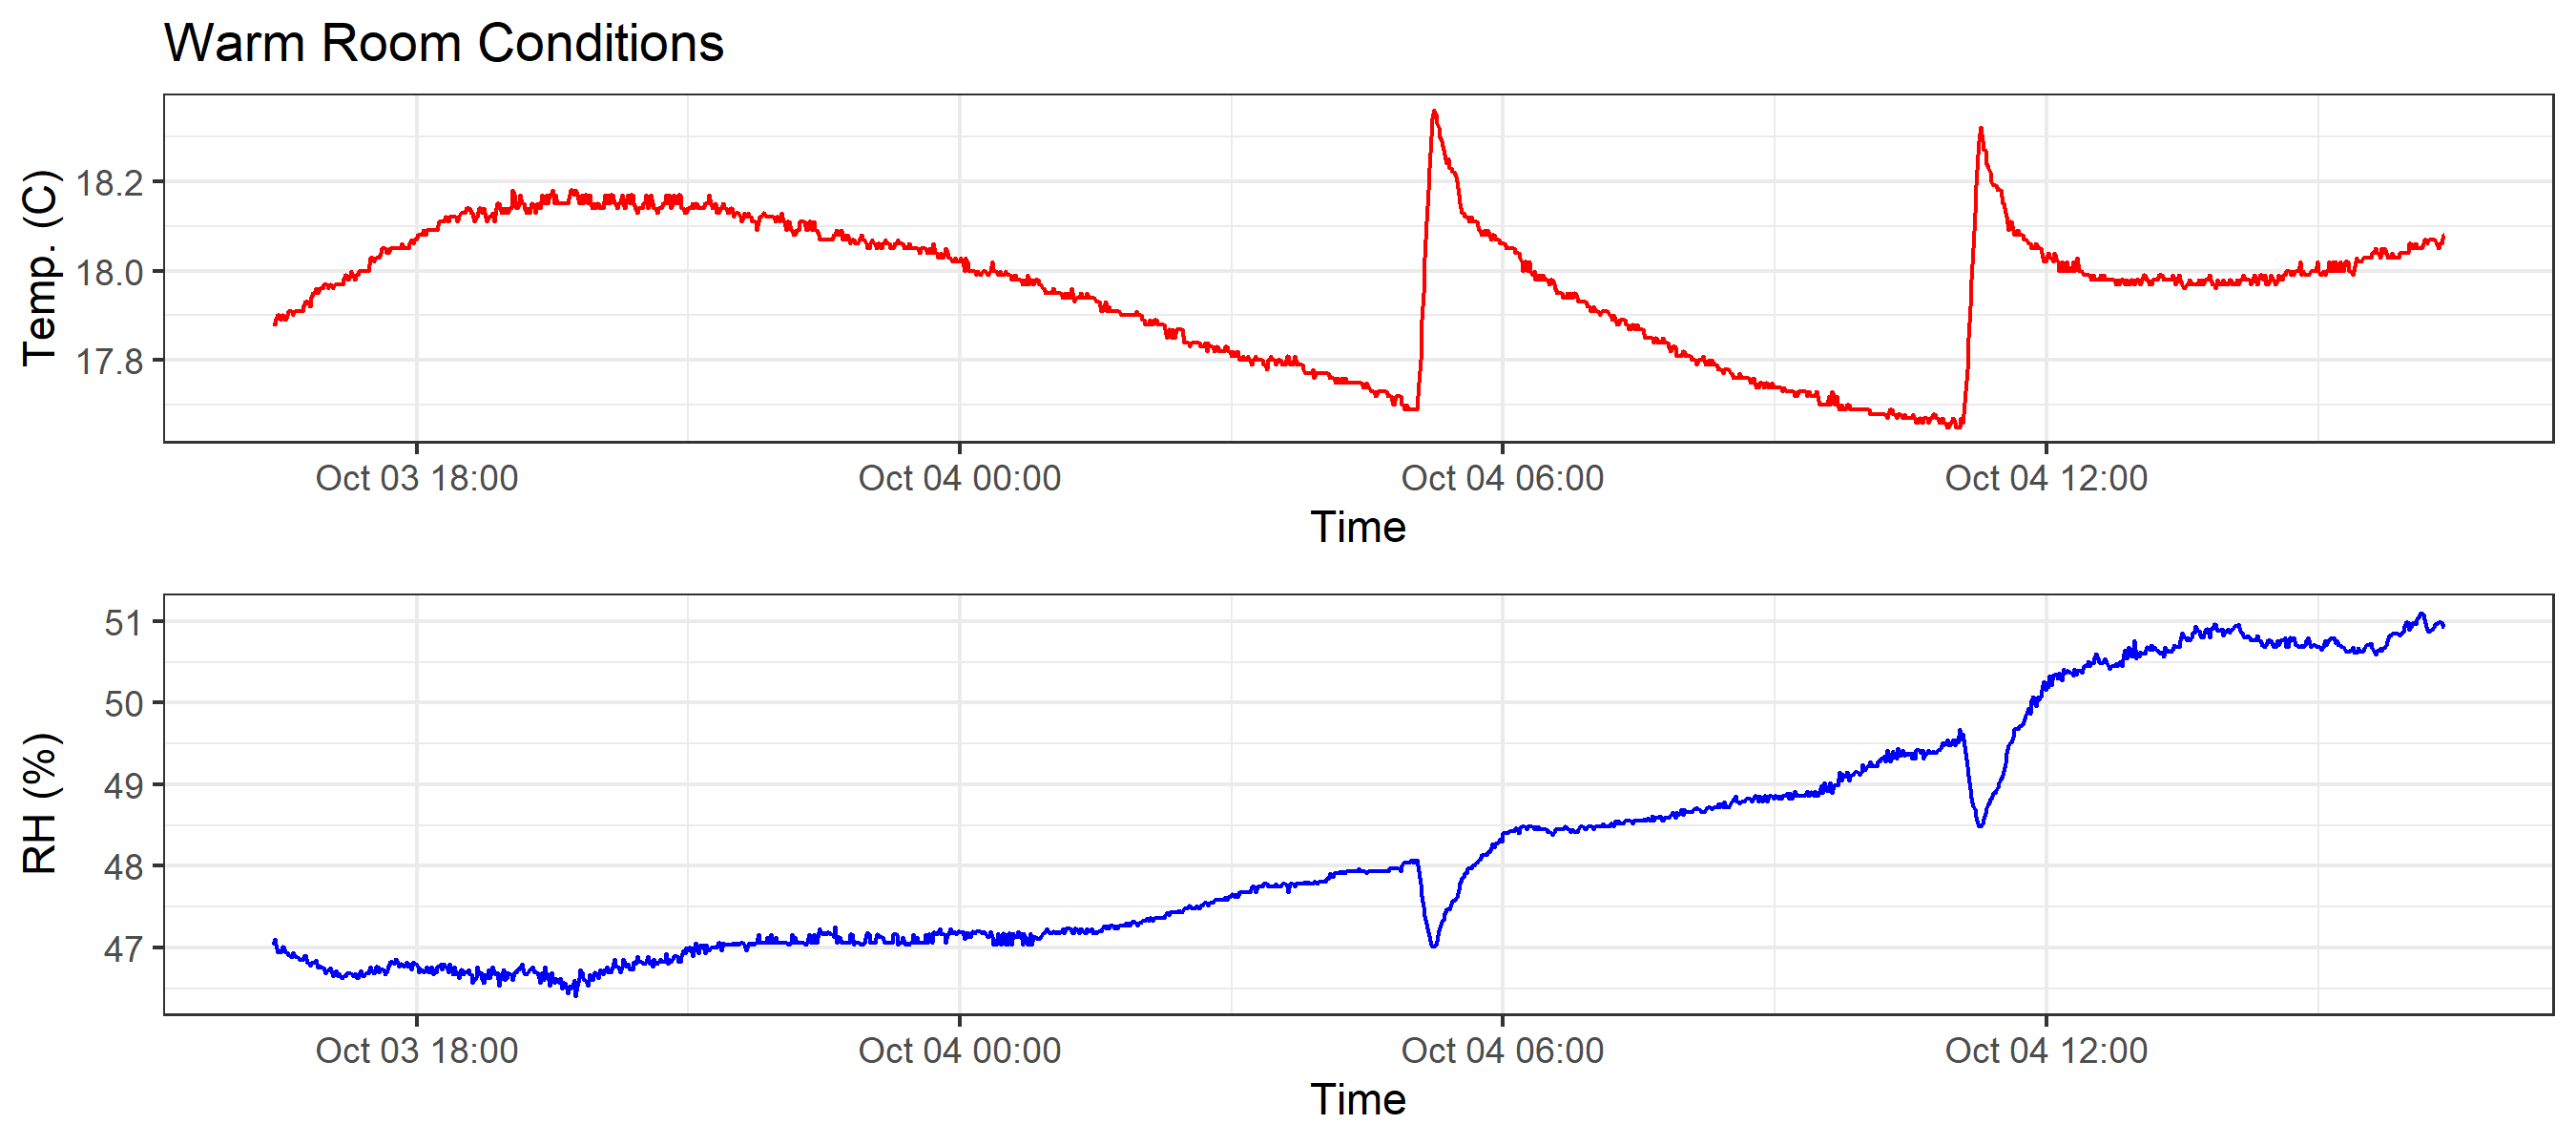 Warm Room Conditions
Temp. (C)
18.2
18.0
17.8
Oct 03 18:00 Oct 04 00:00 Oct 04 06:00 Oct 04 12:00
Time
RH (%)
51
50
49
48
47
Oct 03 18:00 Oct 04 00:00 Oct 04 06:00 Oct 04 12:00
Time